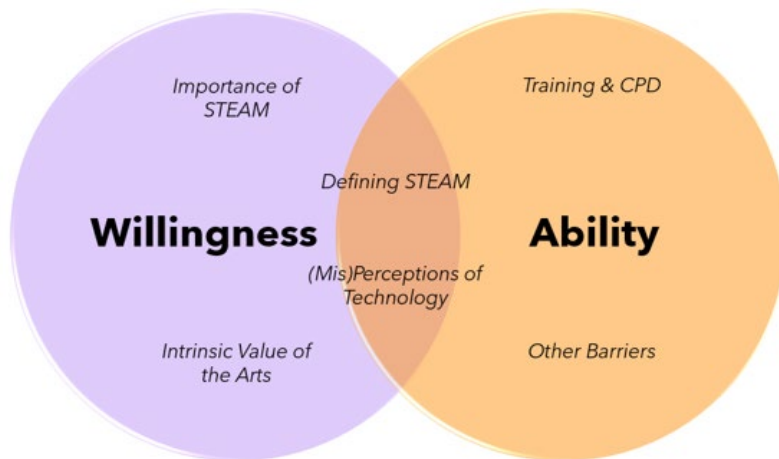 Importance of
STEAM
Training & CPD
Defining STEAM
Willingness
Ability
(Mis)Perceptions of
Technology
Intrinsic Value of
the Arts
Other Barriers